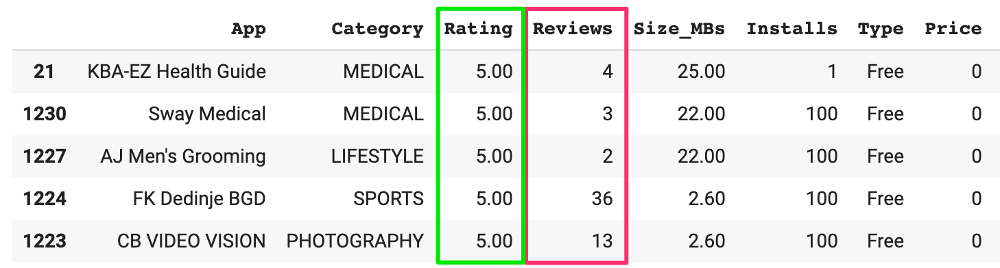 App Category Rating Reviews Size_MBs Installs Type Price
21 KBA-EZ Health Guide MEDICAL 5.00 4 25.00 1 Free 0
1230 Sway Medical MEDICAL 5.00 3 22.00 100 Free 0
1227 AJ Men's Grooming LIFESTYLE 5.00 2 22.00 100 Free 0
1224 FK Dedinje BGD SPORTS 5.00 36 2.60 100 Free 0
1223 CB VIDEO VISION PHOTOGRAPHY 5.00 13 2.60 100 Free 0